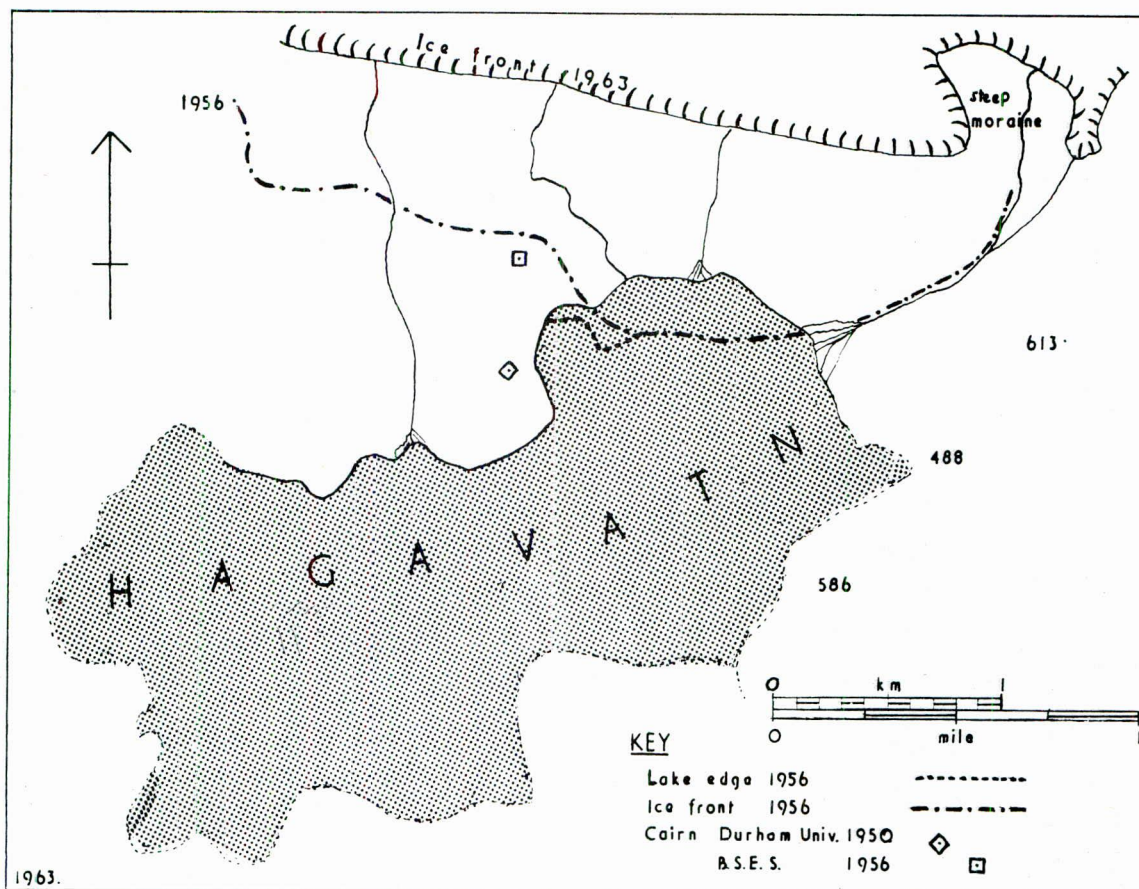 Ice front 1963
steep
moraine
1956
613
H A G A V A T N
488
586
0 km 1
0 mile 1
KEY
Lake edge 1956
Ice front 1956
Cairn Durham Univ. 1950
B.S.E.S. 1956
1963.